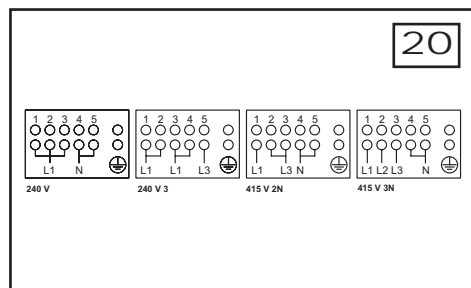 20
1 2 3 4 5
L1 N
240 V
1 2 3 4 5
L1 L1 L3
240 V 3
1 2 3 4 5
L1 L3 N
415 V 2N
1 2 3 4 5
L1 L2 L3 N
415 V 3N